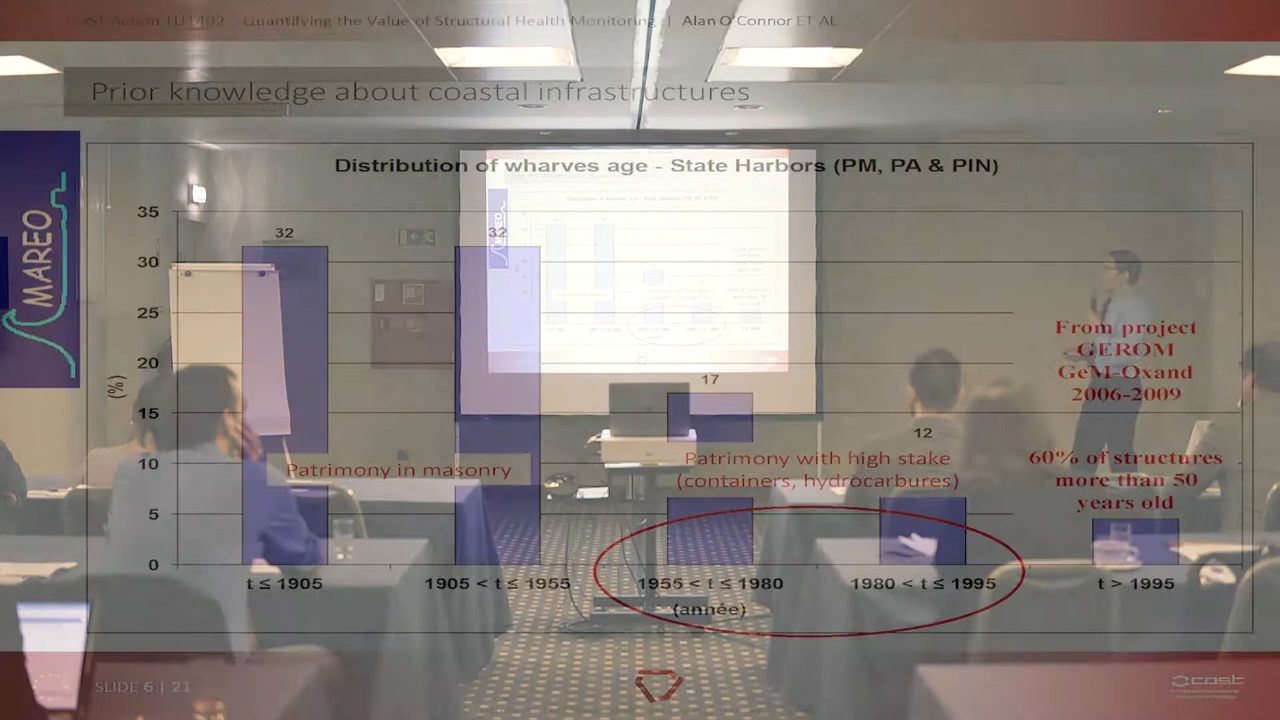 COST Action TU1402 - Quantifying the Value of Structural Health Monitoring | Alan O'Connor ET AL
Prior knowledge about coastal infrastructures
MAREO
Distribution of wharves age - State Harbors (PM, PA & PIN)
35
30
25
20
15
10
5
0
(%)
32
32
17
12
Patrimony in masonry
Patrimony with high stake
(containers, hydrocarbures)
From project
GEROM
GeM-Oxand
2006-2009
60% of structures
more than 50
years old
t ≤ 1905
1905 < t ≤ 1955
1955 < t ≤ 1980
1980 < t ≤ 1995
t > 1995
(année)
SLIDE 6 | 21
cost